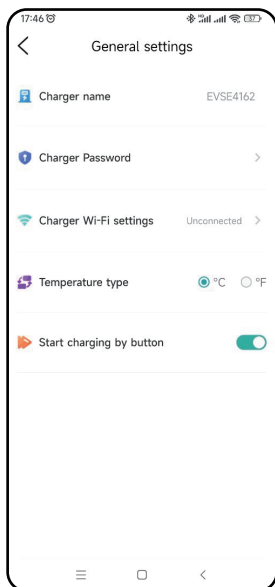 17:46
37
General settings
Charger name EVSE4162
Charger Password
Charger Wi-Fi settings Unconnected
Temperature type °C °F
Start charging by button